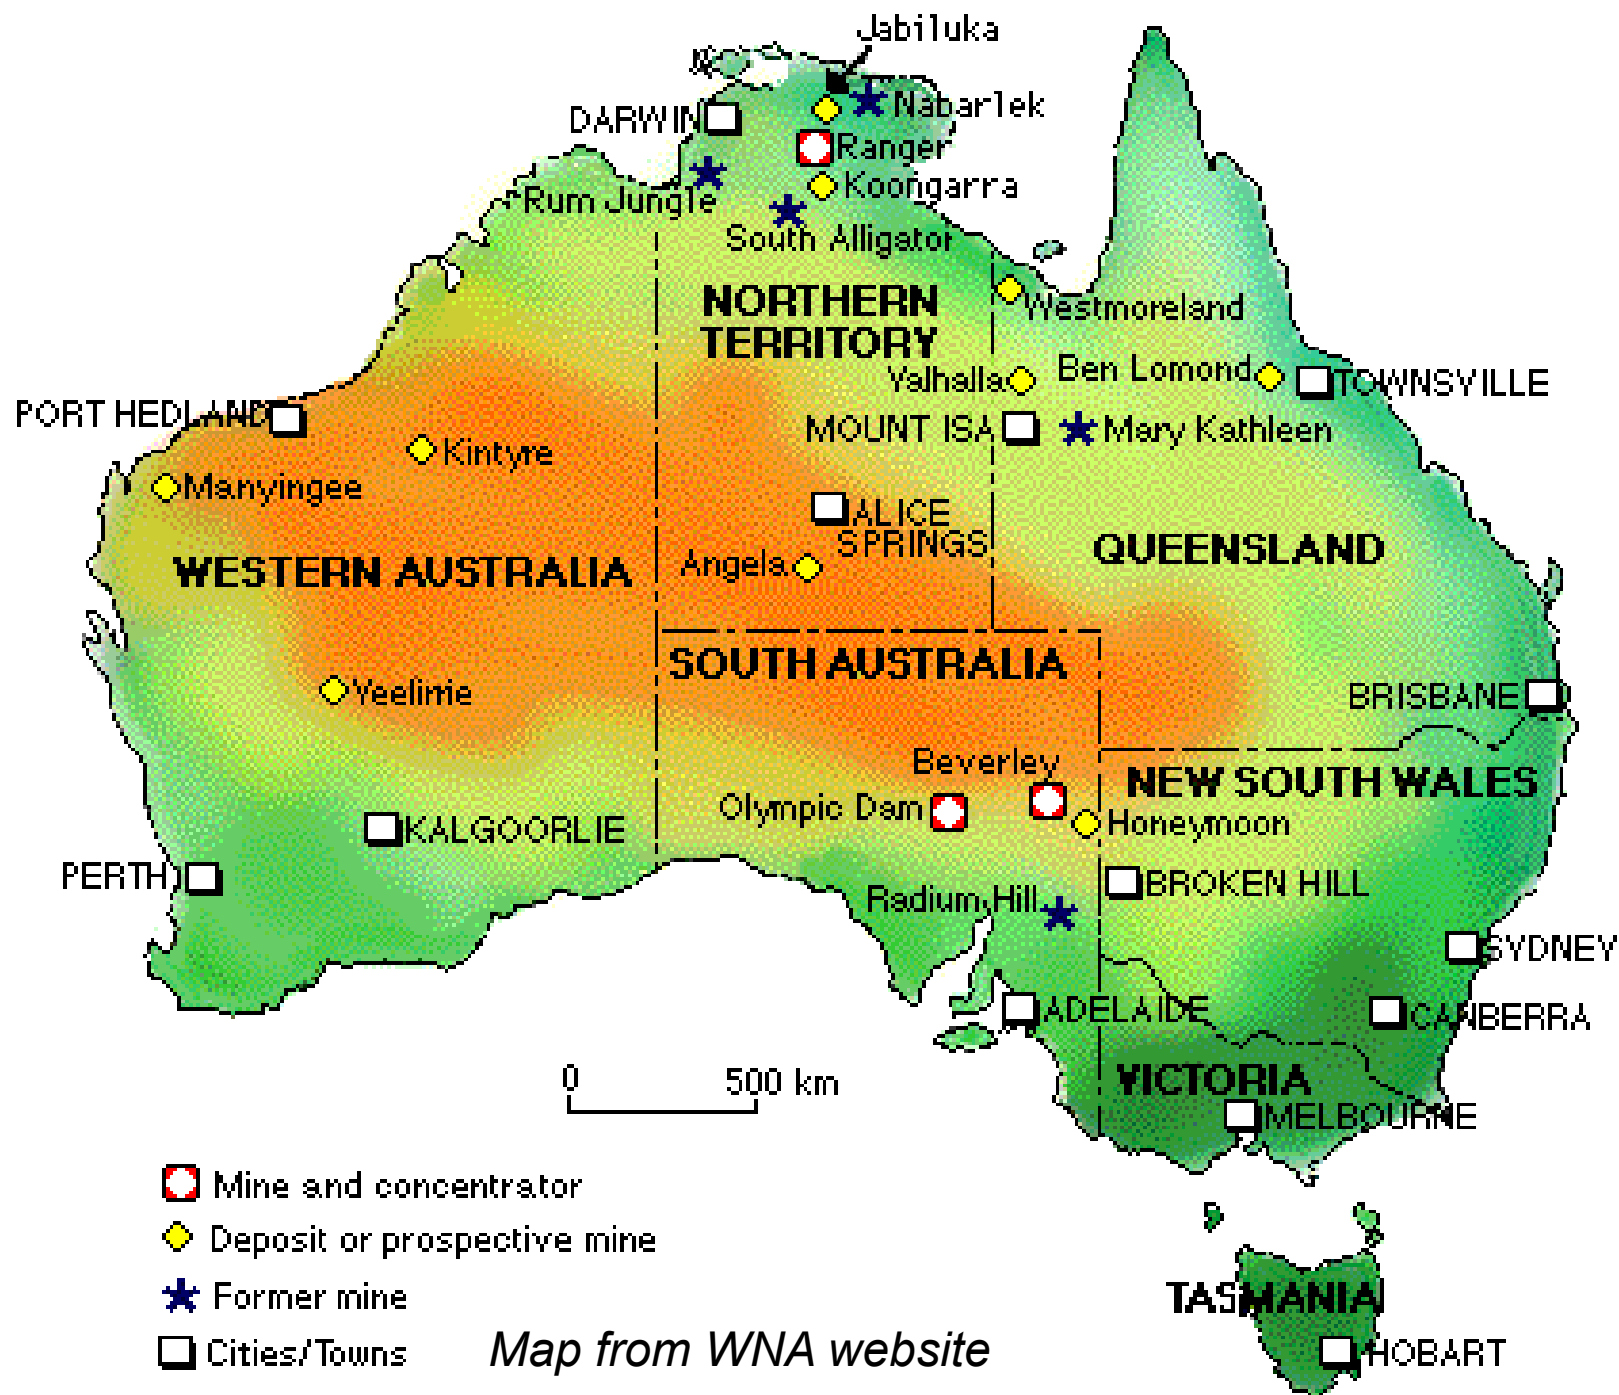 Jabiluka
Nabarlek
DARWIN
Ranger
Koongarra
Rum Jungle
South Alligator
NORTHERN
TERRITORY
Westmoreland
Valhalla
Ben Lomond
TOWNSVILLE
PORT HEDLAND
MOUNT ISA
Mary Kathleen
Kintyre
Manyingee
ALICE
SPRINGS
QUEENSLAND
WESTERN AUSTRALIA
Angela
SOUTH AUSTRALIA
Yeelirrie
BRISBANE
Beverley
NEW SOUTH WALES
Olympic Dam
Honeymoon
KALGOORLIE
PERTH
BROKEN HILL
Radium Hill
SYDNEY
ADELAIDE
CANBERRA
0 500 km
VICTORIA
MELBOURNE
Mine and concentrator
Deposit or prospective mine
Former mine
TASMANIA
Cities/Towns
Map from WNA website
HOBART